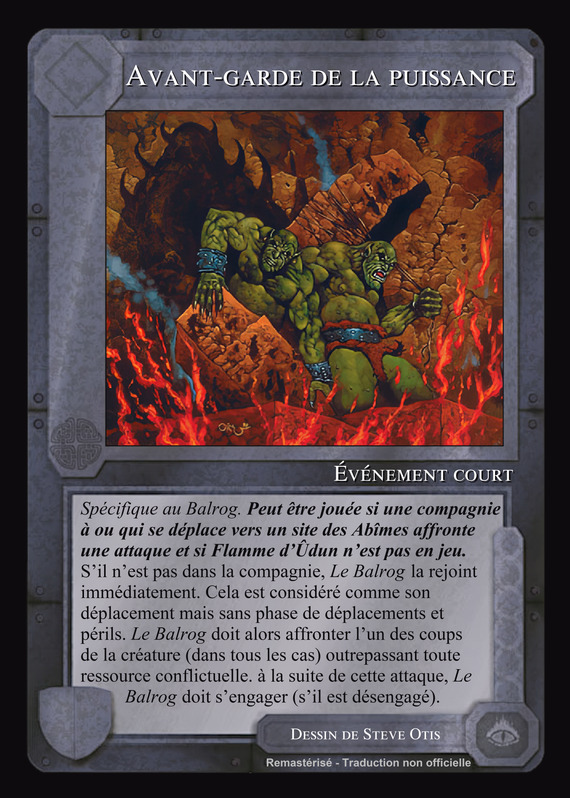 Avant-garde de la puissance
Événement court
Spécifique au Balrog. Peut être jouée si une compagnie
à ou qui se déplace vers un site des Abîmes affronte
une attaque et si Flamme d’Ûdun n’est pas en jeu.
S’il n’est pas dans la compagnie, Le Balrog la rejoint
immédiatement. Cela est considéré comme son
déplacement mais sans phase de déplacements et
périls. Le Balrog doit alors affronter l’un des coups
de la créature (dans tous les cas) outrepassant toute
ressource conflictuelle. à la suite de cette attaque, Le
Balrog doit s’engager (s’il est désengagé).
Dessin de Steve Otis
Remastérisé - Traduction non officielle